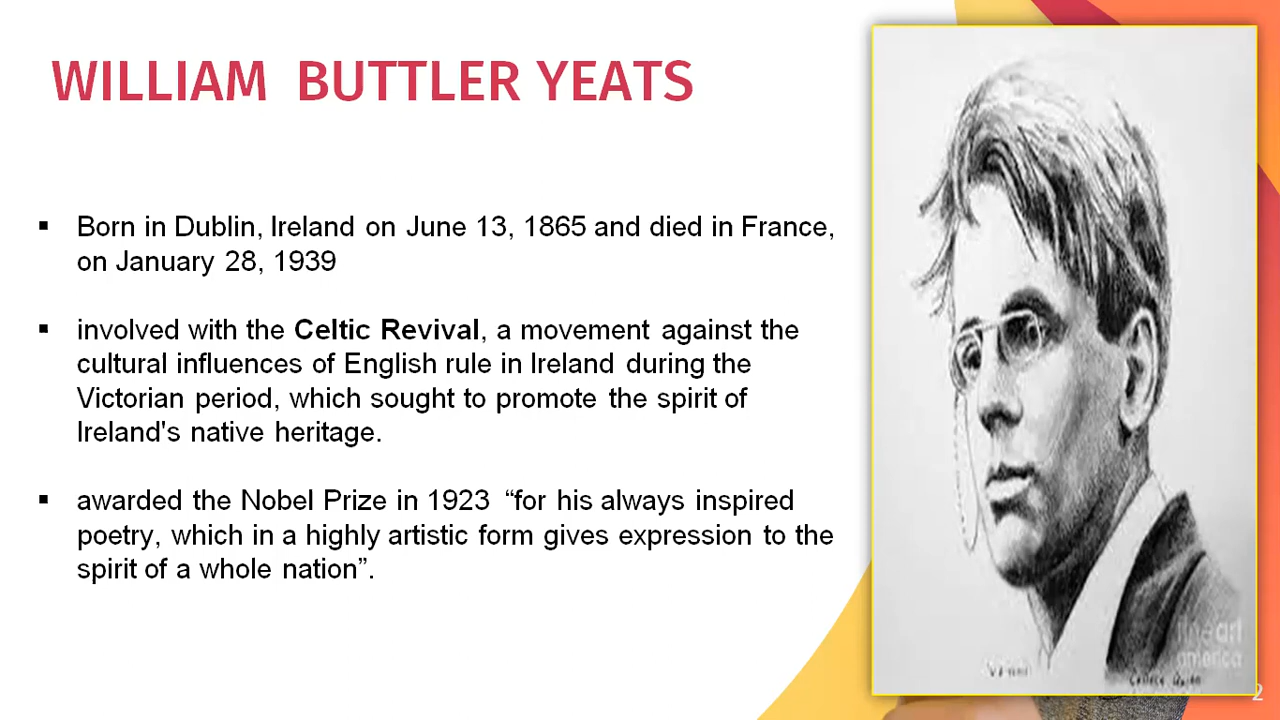 WILLIAM BUTTLER YEATS
▪ Born in Dublin, Ireland on June 13, 1865 and died in France,
on January 28, 1939
▪ involved with the Celtic Revival, a movement against the
cultural influences of English rule in Ireland during the
Victorian period, which sought to promote the spirit of
Ireland's native heritage.
▪ awarded the Nobel Prize in 1923 “for his always inspired
poetry, which in a highly artistic form gives expression to the
spirit of a whole nation”.
fine art
america
2